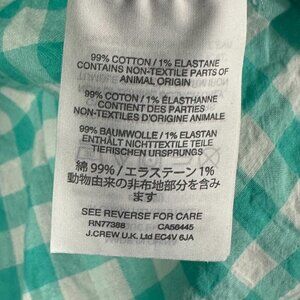 99% COTTON / 1% ELASTANE
CONTAINS NON-TEXTILE PARTS OF
ANIMAL ORIGIN
99% COTON / 1% ÉLASTHANNE
CONTIENT DES PARTIES
NON-TEXTILES D'ORIGINE ANIMALE
99% BAUMWOLLE / 1% ELASTAN
ENTHÄLT NICHTTEXTILE TEILE
TIERISCHEN URSPRUNGS
綿 99% / エラステーン 1%
動物由来の非布地部分を含み
ます
SEE REVERSE FOR CARE
RN77388 CA56445
J.CREW U.K. Ltd EC4V 6JA